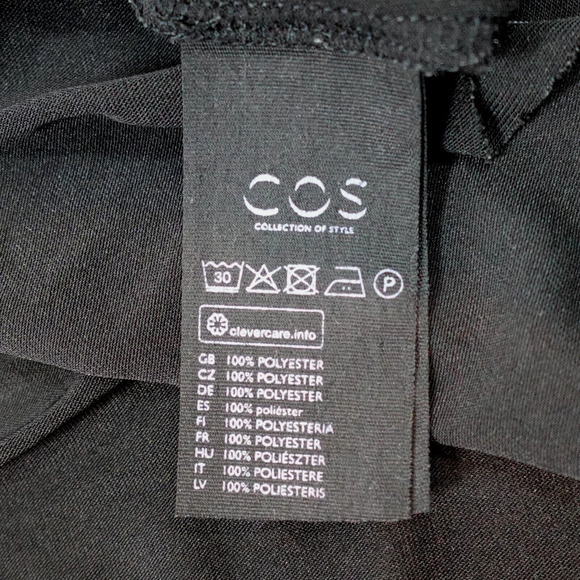 COS
COLLECTION OF STYLE
30 P
clevercare.info
GB 100% POLYESTER
CZ 100% POLYESTER
DE 100% POLYESTER
ES 100% poliéster
FI 100% POLYESTERIA
FR 100% POLYESTER
HU 100% POLIÉSZTER
IT 100% POLIESTERE
LV 100% POLIESTERIS